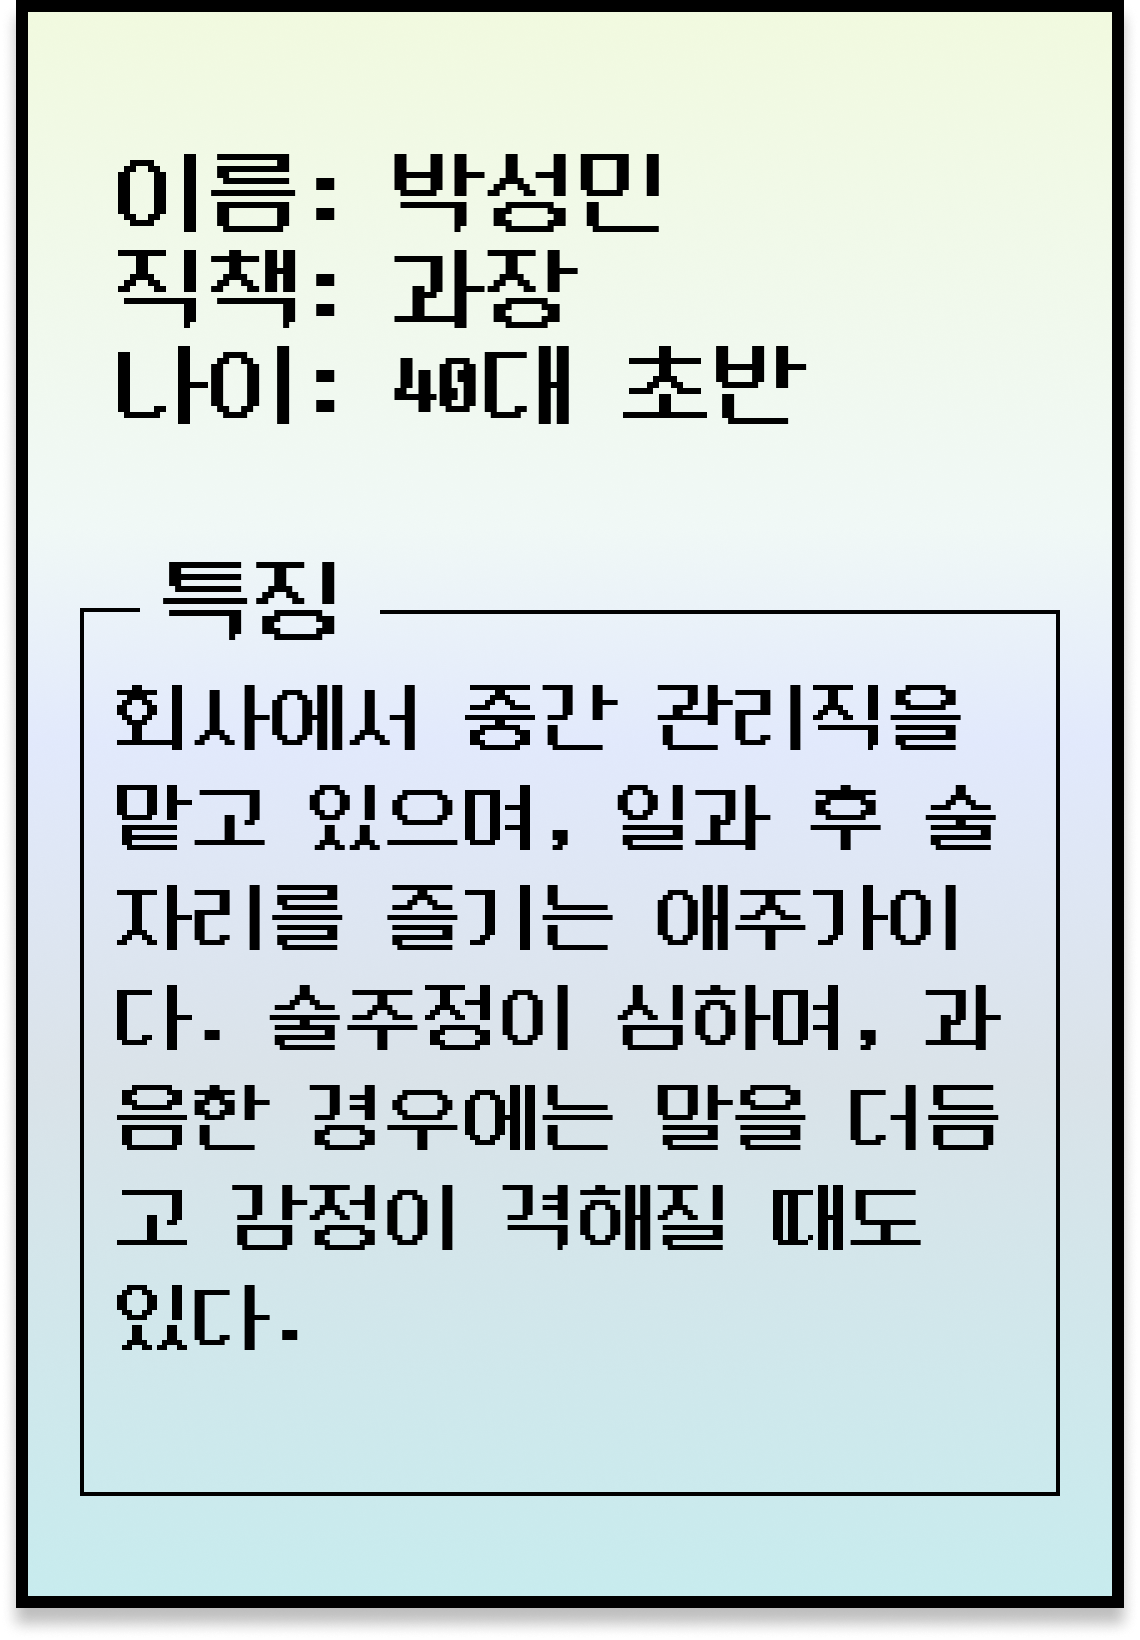 이름: 박성민
직책: 과장
나이: 40대 초반
특징
회사에서 중간 관리직을
맡고 있으며, 일과 후 술
자리를 즐기는 애주가이
다. 술주정이 심하며, 과
음한 경우에는 말을 더듬
고 감정이 격해질 때도
있다.